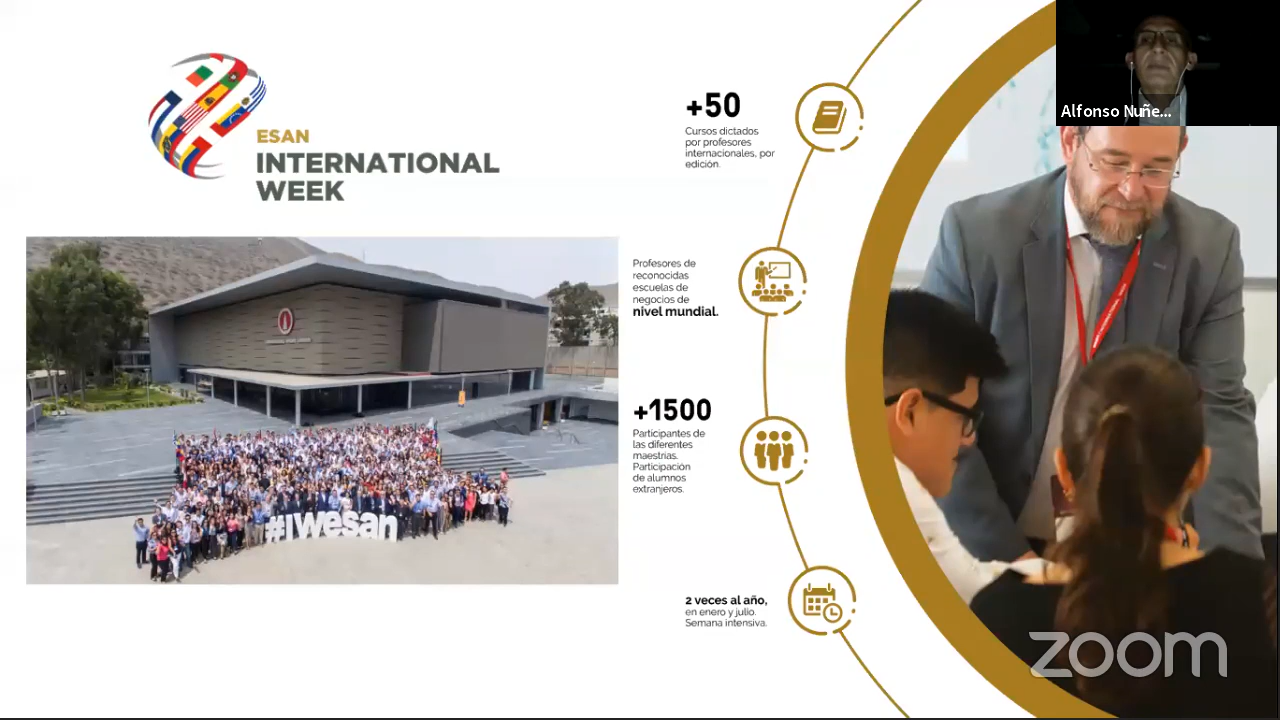 ESAN
INTERNATIONAL
WEEK
#iwesan
+50
Cursos dictados
por profesores
internacionales, por
edición.
Profesores de
reconocidas
escuelas de
negocios de
nivel mundial.
+1500
Participantes de
las diferentes
maestrías.
Participación
de alumnos
extranjeros.
2 veces al año,
en enero y julio.
Semana intensiva.
Alfonso Nuñe...
zoom